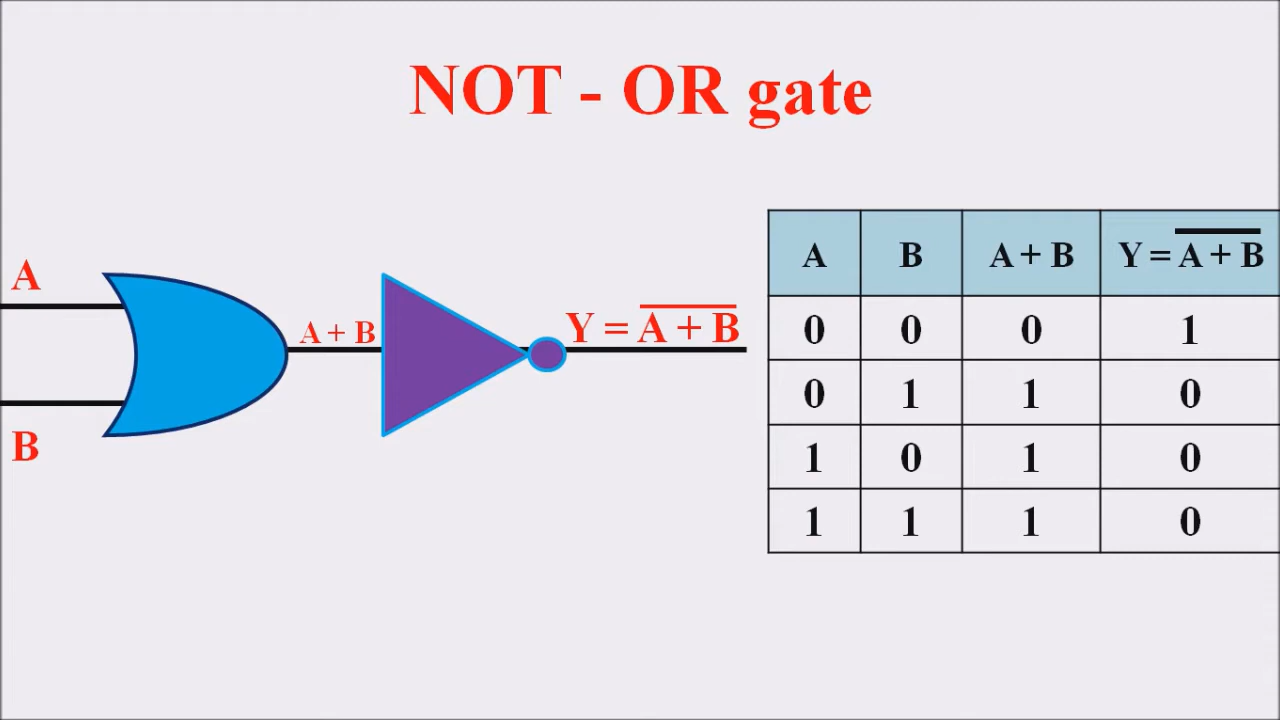 NOT - OR gate
A
A + B
Y = A̅ ̅+̅ ̅B̅
B
A B A + B Y = A̅ ̅+̅ ̅B̅
0 0 0 1
0 1 1 0
1 0 1 0
1 1 1 0